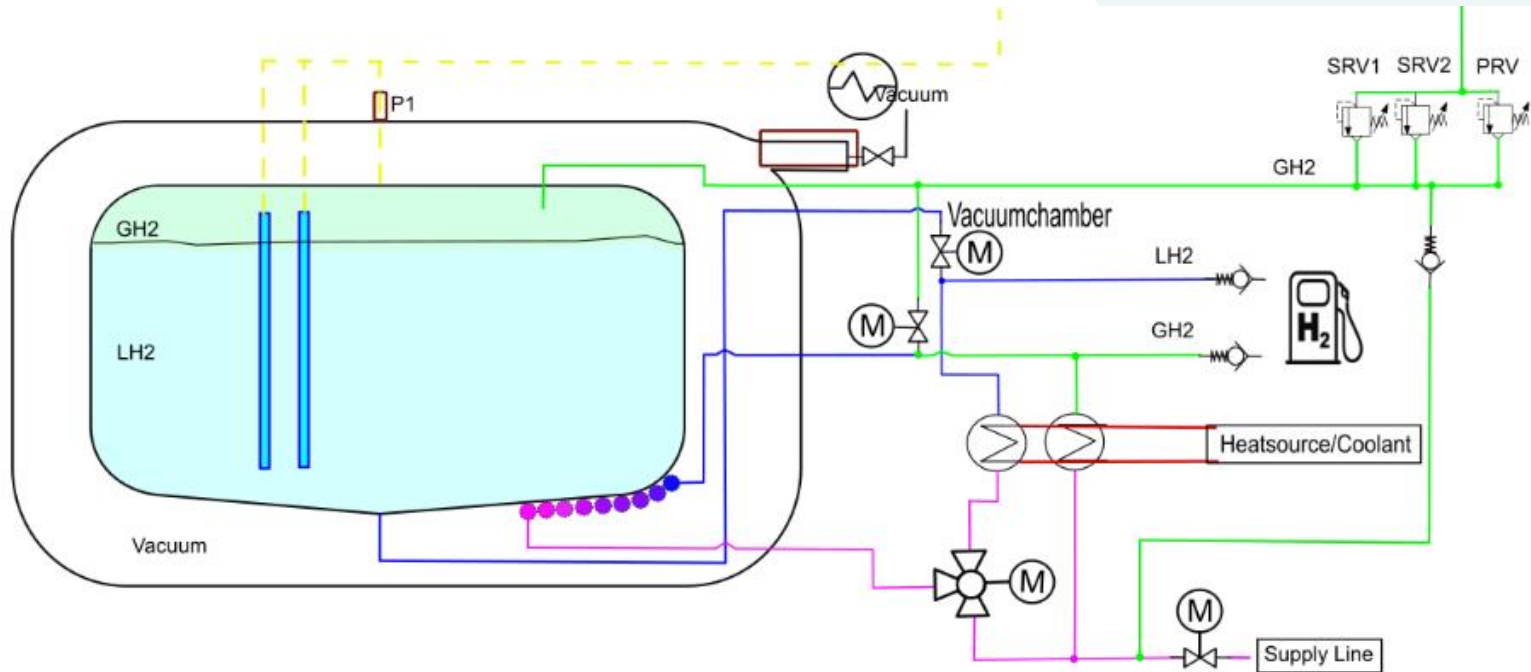 SRV1
SRV2
PRV
P1
Vacuum
GH2
GH2
Vacuumchamber
M
LH2
H2
M
GH2
LH2
Heatsource/Coolant
Vacuum
M
M
Supply Line